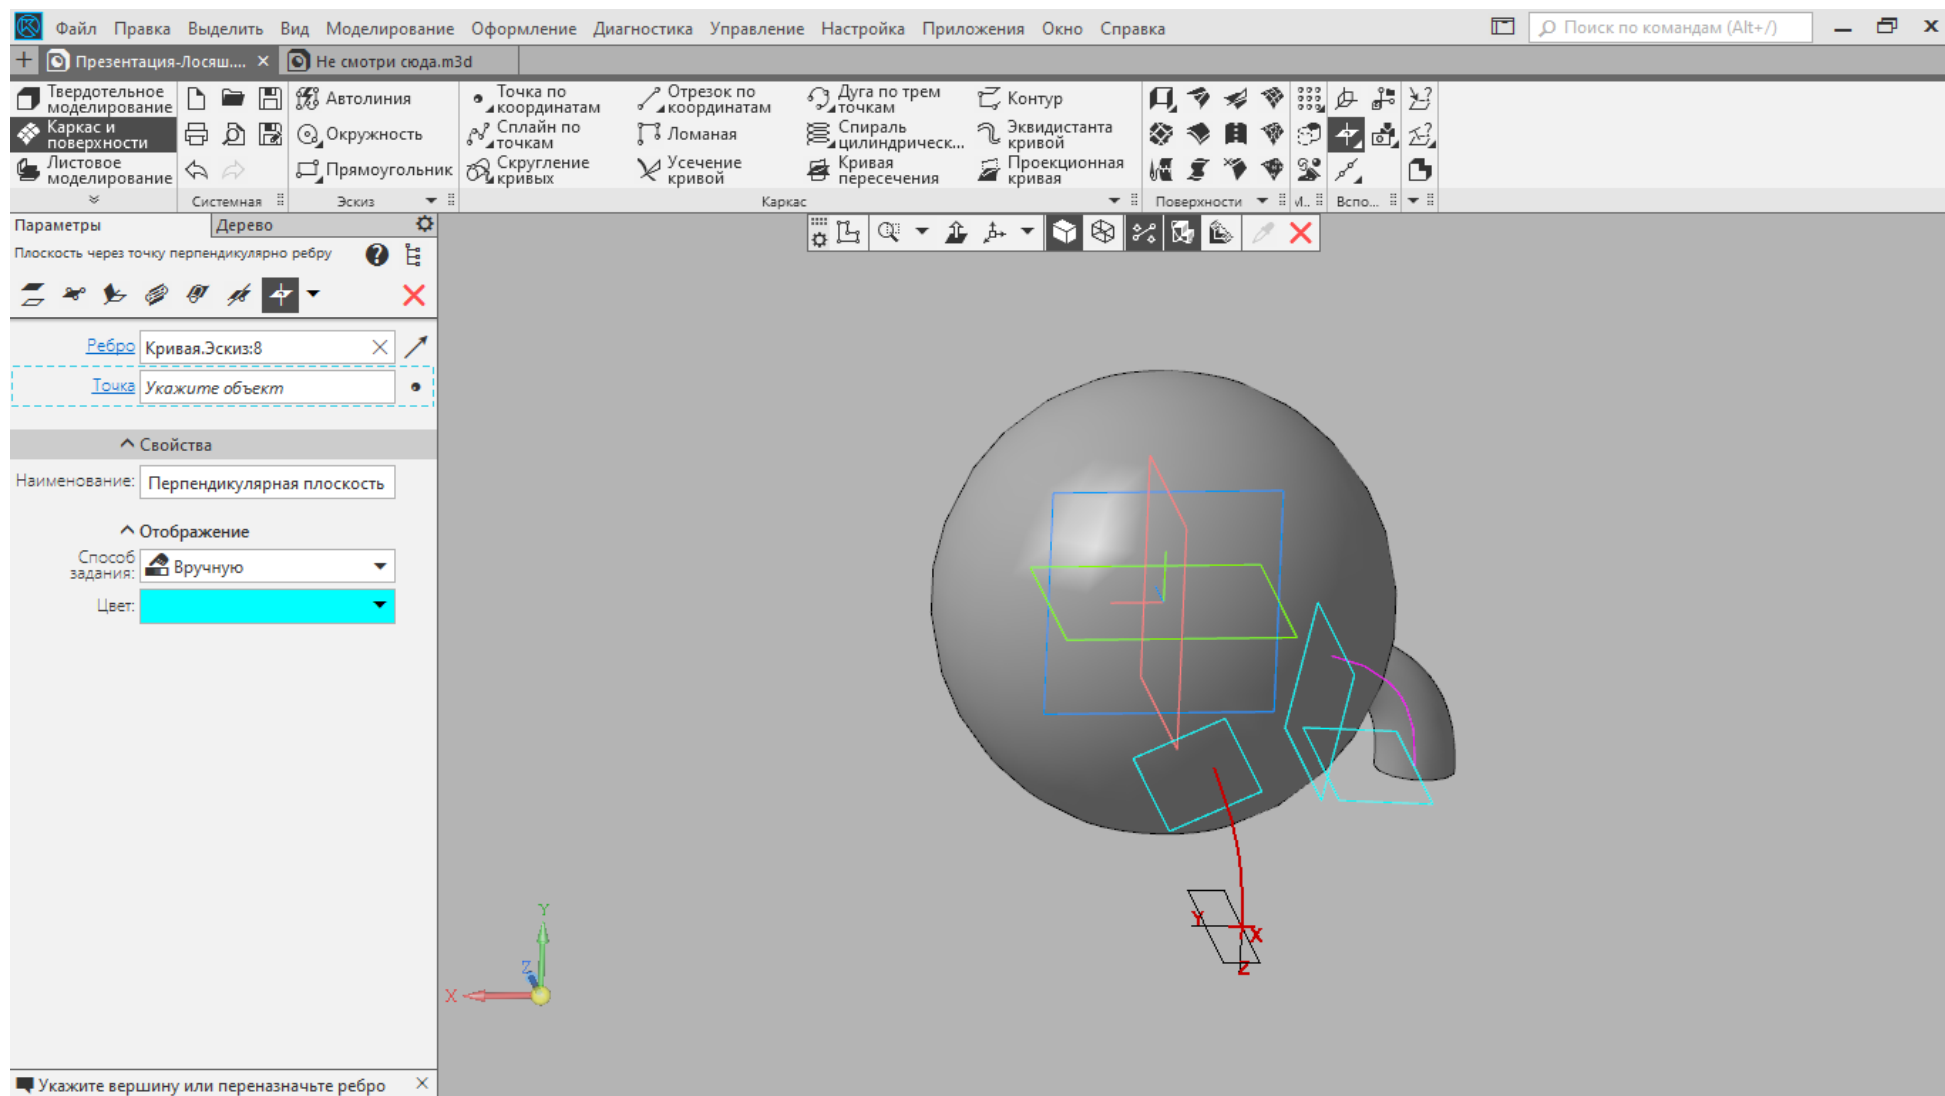 Файл Правка Выделить Вид Моделирование Оформление Диагностика Управление Настройка Приложения Окно Справка Поиск по командам (Alt+/)
Презентация-Лосяш.... Не смотри сюда.m3d
Твердотельное моделирование
Каркас и поверхности
Листовое моделирование
Системная
Автолиния
Окружность
Прямоугольник
Эскиз
Точка по координатам
Сплайн по точкам
Скругление кривых
Отрезок по координатам
Ломаная
Усечение кривой
Дуга по трем точкам
Спираль цилиндрическ...
Кривая пересечения
Контур
Эквидистанта кривой
Проекционная кривая
Каркас
Поверхности
И..
Вспо...
Параметры Дерево
Плоскость через точку перпендикулярно ребру
Ребро Кривая.Эскиз:8
Точка Укажите объект
Свойства
Наименование: Перпендикулярная плоскость
Отображение
Способ задания: Вручную
Цвет:
Y
Z
X
Y
X
Z
Укажите вершину или переназначьте ребро